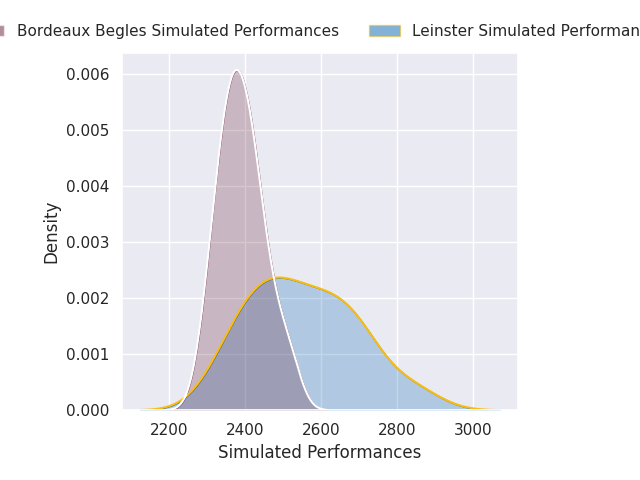 Bordeaux Begles Simulated Performances
Leinster Simulated
0.006
0.005
0.004
0.003
0.002
0.001
0.000
Density
2200 2400 2600 2800 3000
Simulated Performances